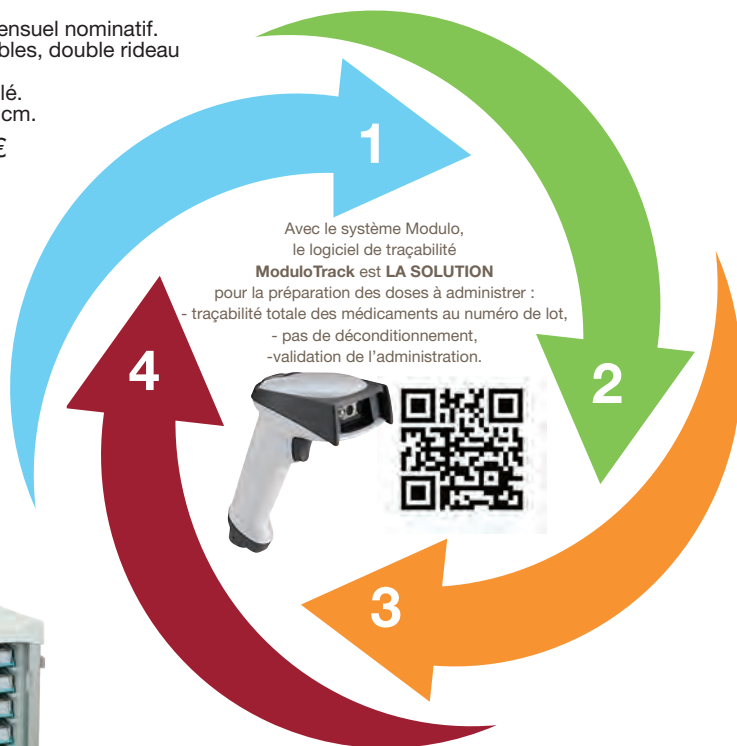 ensuel nominatif.
bles, double rideau
lé.
cm.
€
1
Avec le système Modulo,
le logiciel de traçabilité
ModuloTrack est LA SOLUTION
pour la préparation des doses à administrer :
- traçabilité totale des médicaments au numéro de lot,
- pas de déconditionnement,
-validation de l'administration.
4
2
3